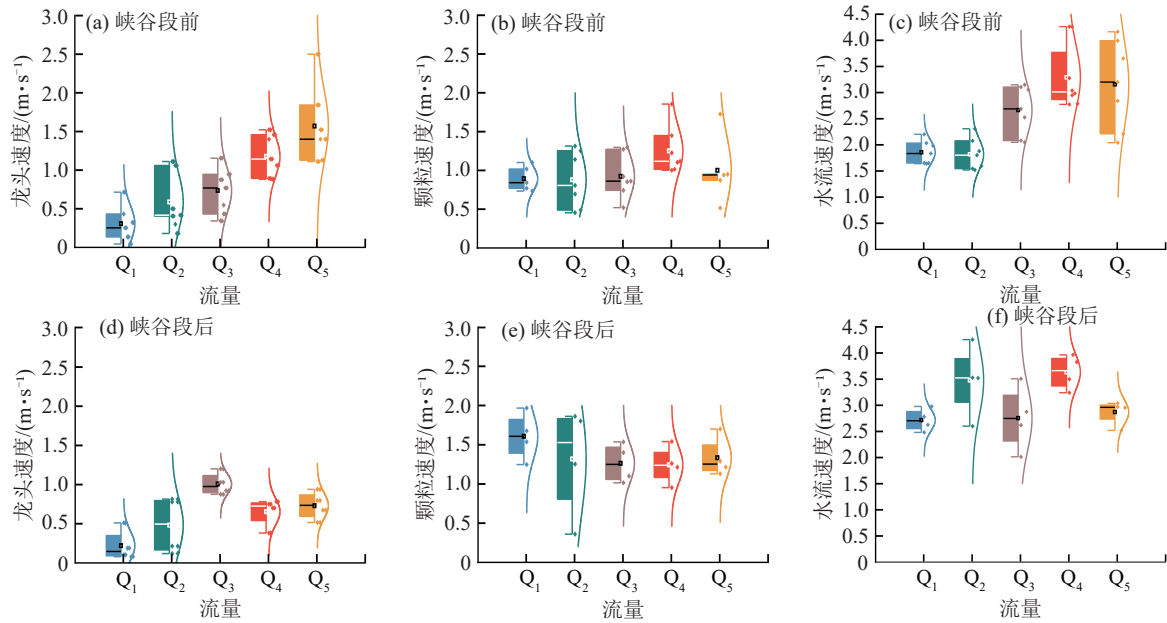 (a) 峡谷段前
龙头速度/(m•s⁻¹)
3.0
2.5
2.0
1.5
1.0
0.5
0
Q₁ Q₂ Q₃ Q₄ Q₅
流量
(b) 峡谷段前
颗粒速度/(m•s⁻¹)
3.0
2.5
2.0
1.5
1.0
0.5
0
Q₁ Q₂ Q₃ Q₄ Q₅
流量
(c) 峡谷段前
水流速度/(m•s⁻¹)
4.5
4.0
3.5
3.0
2.5
2.0
1.5
1.0
0.5
0
Q₁ Q₂ Q₃ Q₄ Q₅
流量
(d) 峡谷段后
龙头速度/(m•s⁻¹)
3.0
2.5
2.0
1.5
1.0
0.5
0
Q₁ Q₂ Q₃ Q₄ Q₅
流量
(e) 峡谷段后
颗粒速度/(m•s⁻¹)
3.0
2.5
2.0
1.5
1.0
0.5
0
Q₁ Q₂ Q₃ Q₄ Q₅
流量
(f) 峡谷段后
水流速度/(m•s⁻¹)
4.5
4.0
3.5
3.0
2.5
2.0
1.5
1.0
0.5
0
Q₁ Q₂ Q₃ Q₄ Q₅
流量